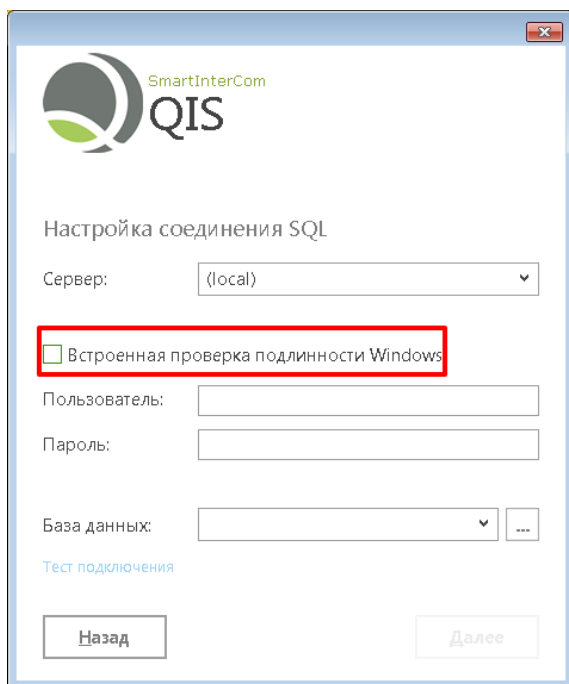 SmartInterCom
QIS
Настройка соединения SQL
Сервер: (local)
Встроенная проверка подлинности Windows
Пользователь:
Пароль:
База данных: ...
Тест подключения
Назад Далее